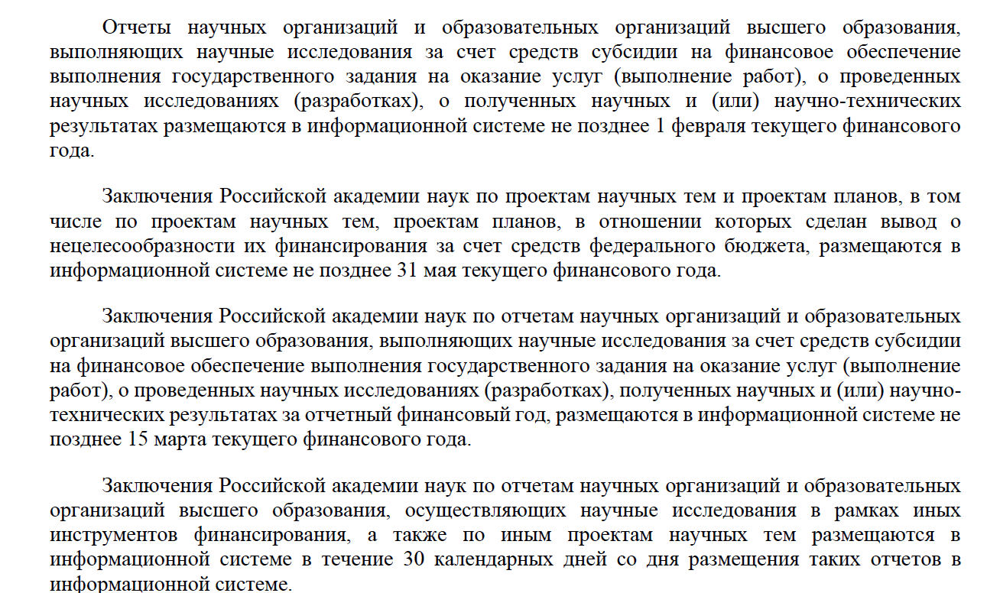 Отчеты научных организаций и образовательных организаций высшего образования,
выполняющих научные исследования за счет средств субсидии на финансовое обеспечение
выполнения государственного задания на оказание услуг (выполнение работ), о проведенных
научных исследованиях (разработках), о полученных научных и (или) научно-технических
результатах размещаются в информационной системе не позднее 1 февраля текущего финансового
года.
Заключения Российской академии наук по проектам научных тем и проектам планов, в том
числе по проектам научных тем, проектам планов, в отношении которых сделан вывод о
нецелесообразности их финансирования за счет средств федерального бюджета, размещаются в
информационной системе не позднее 31 мая текущего финансового года.
Заключения Российской академии наук по отчетам научных организаций и образовательных
организаций высшего образования, выполняющих научные исследования за счет средств субсидии
на финансовое обеспечение выполнения государственного задания на оказание услуг (выполнение
работ), о проведенных научных исследованиях (разработках), полученных научных и (или) научно-
технических результатах за отчетный финансовый год, размещаются в информационной системе не
позднее 15 марта текущего финансового года.
Заключения Российской академии наук по отчетам научных организаций и образовательных
организаций высшего образования, осуществляющих научные исследования в рамках иных
инструментов финансирования, а также по иным проектам научных тем размещаются в
информационной системе в течение 30 календарных дней со дня размещения таких отчетов в
информационной системе.